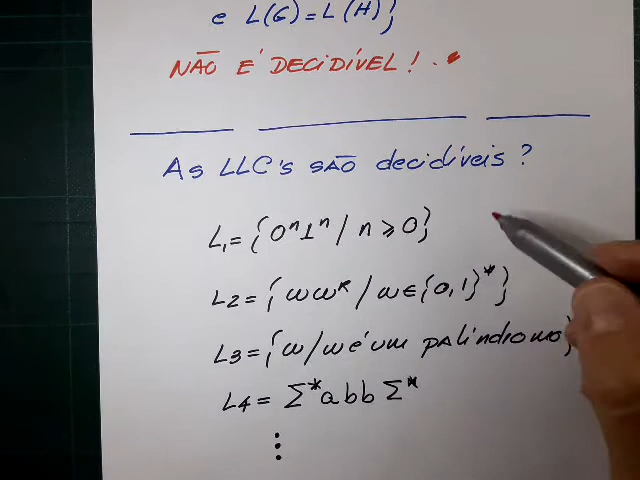 e L(G) = L(H)}
NÃO É DECIDÍVEL!
As LLC's são decidíveis?
L₁ = {0ⁿ1ⁿ / n ≥ 0}
L2 = {ωωᴿ / ω ∈ {0,1}*}
L3 = {ω / ω é um palíndromo}
L4 = Σ* abb Σ*
⋮